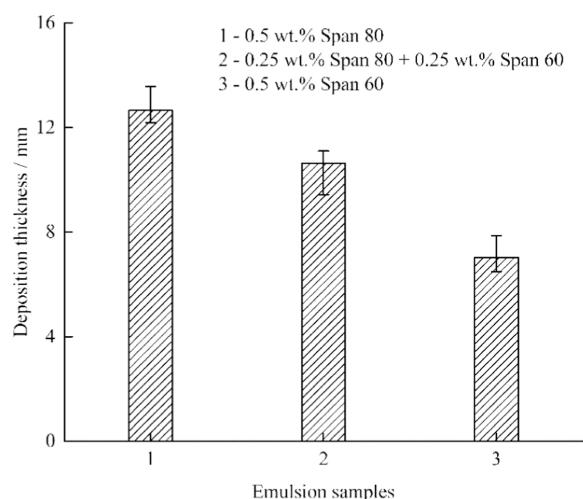 16
1 - 0.5 wt.% Span 80
2 - 0.25 wt.% Span 80 + 0.25 wt.% Span 60
3 - 0.5 wt.% Span 60
12
Deposition thickness / mm
8
4
0
1 2 3
Emulsion samples